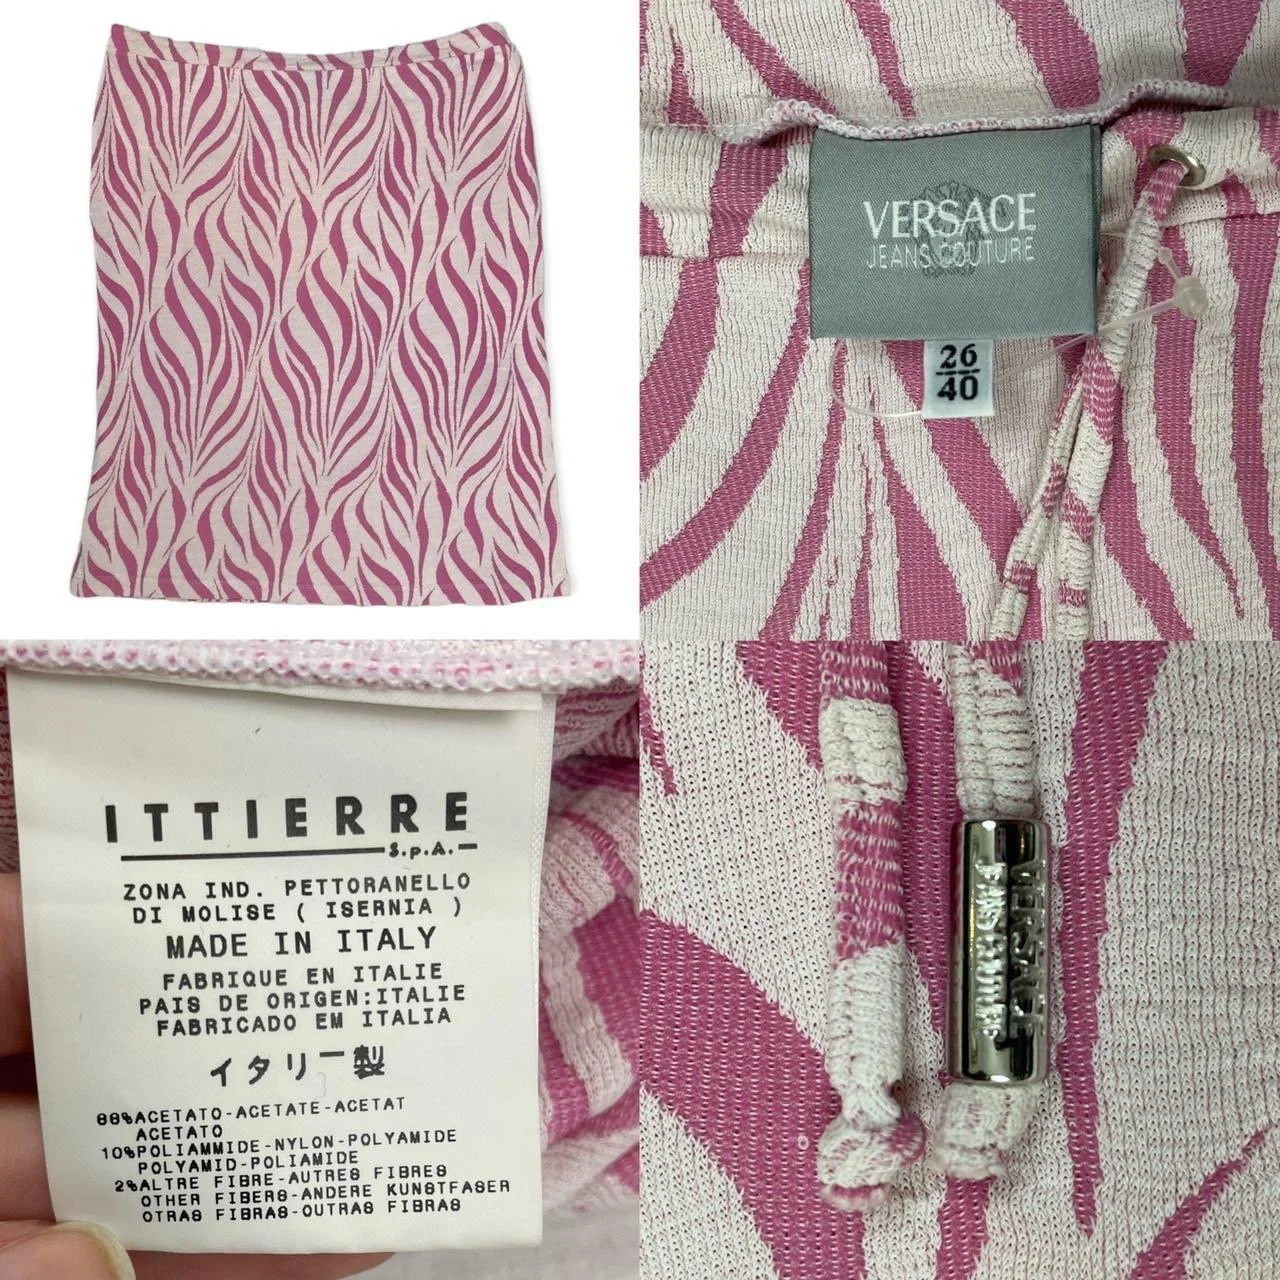 VERSACE
JEANS COUTURE
26
40
ITTIERRE
S.p.A.
ZONA IND. PETTORANELLO
DI MOLISE ( ISERNIA )
MADE IN ITALY
FABRIQUE EN ITALIE
PAIS DE ORIGEN:ITALIE
FABRICADO EM ITALIA
イタリー製
88%ACETATO-ACETATE-ACETAT
ACETATO
10%POLIAMMIDE-NYLON-POLYAMIDE
POLYAMID-POLIAMIDE
2%ALTRE FIBRE-AUTRES FIBRES
OTHER FIBERS-ANDERE KUNSTFASER
OTRAS FIBRAS-OUTRAS FIBRAS
VERSACE